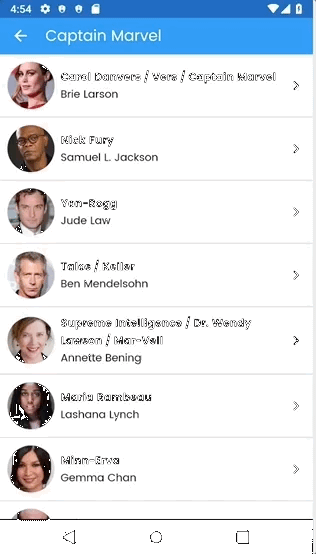 4:54
Captain Marvel
Carol Danvers / Vers / Captain Marvel
Brie Larson
Nick Fury
Samuel L. Jackson
Yon-Rogg
Jude Law
Talos / Keller
Ben Mendelsohn
Supreme Intelligence / Dr. Wendy
Lawson / Mar-Vell
Annette Bening
Maria Rambeau
Lashana Lynch
Minn-Erva
Gemma Chan